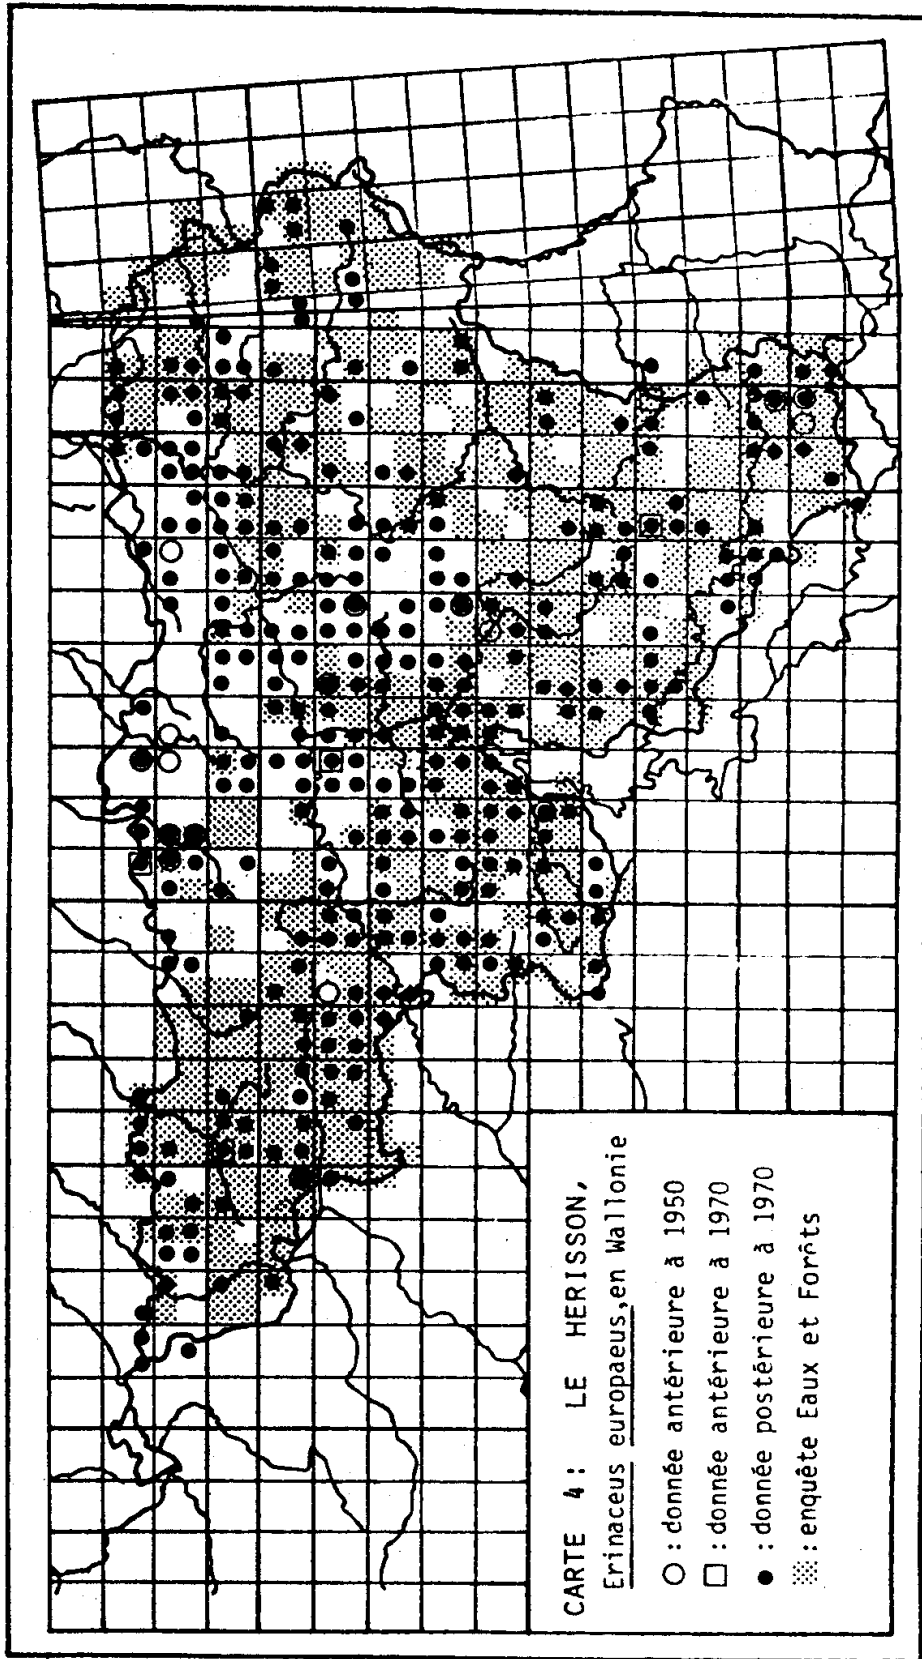 CARTE 4: LE HERISSON,
Erinaceus europaeus,en Wallonie
○ :donnée antérieure à 1950
□ :donnée antérieure à 1970
● :donnée postérieure à 1970
:enquête Eaux et Forêts